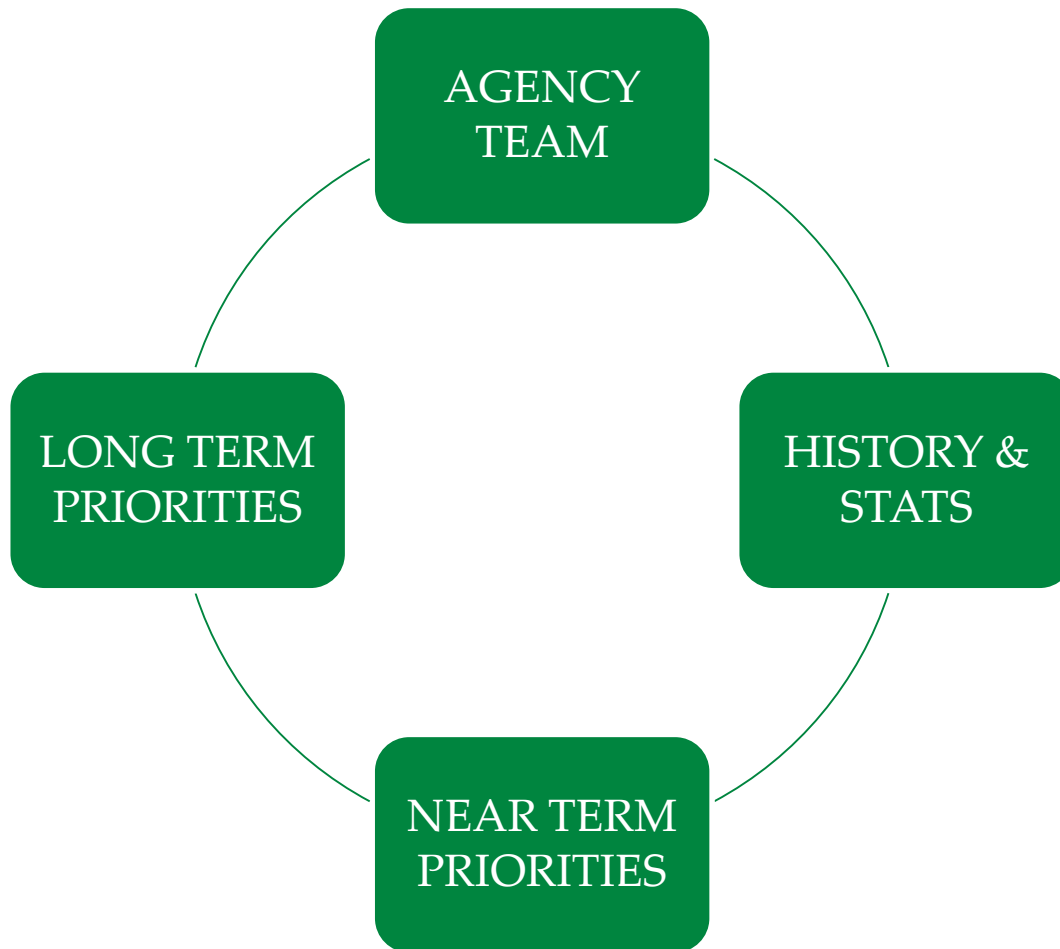 AGENCY
TEAM
HISTORY &
STATS
NEAR TERM
PRIORITIES
LONG TERM
PRIORITIES